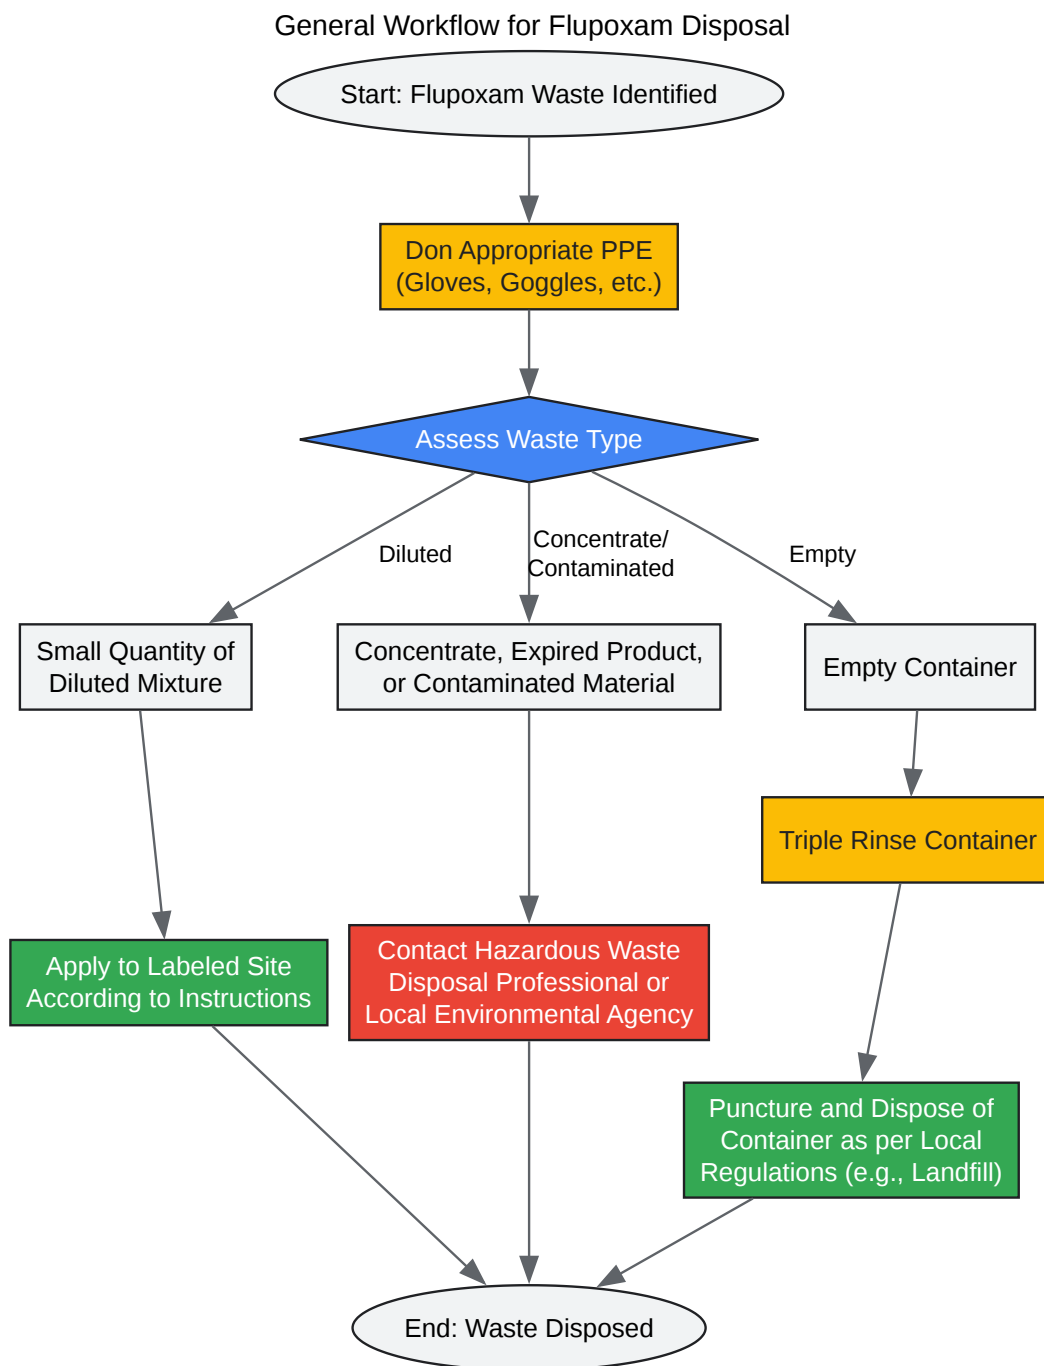 General Workflow for Flupoxam Disposal
Start: Flupoxam Waste Identified
Don Appropriate PPE
(Gloves, Goggles, etc.)
Assess Waste Type
Diluted
Concentrate/
Contaminated
Empty
Small Quantity of
Diluted Mixture
Concentrate, Expired Product,
or Contaminated Material
Empty Container
Triple Rinse Container
Apply to Labeled Site
According to Instructions
Contact Hazardous Waste
Disposal Professional or
Local Environmental Agency
Puncture and Dispose of
Container as per Local
Regulations (e.g., Landfill)
End: Waste Disposed